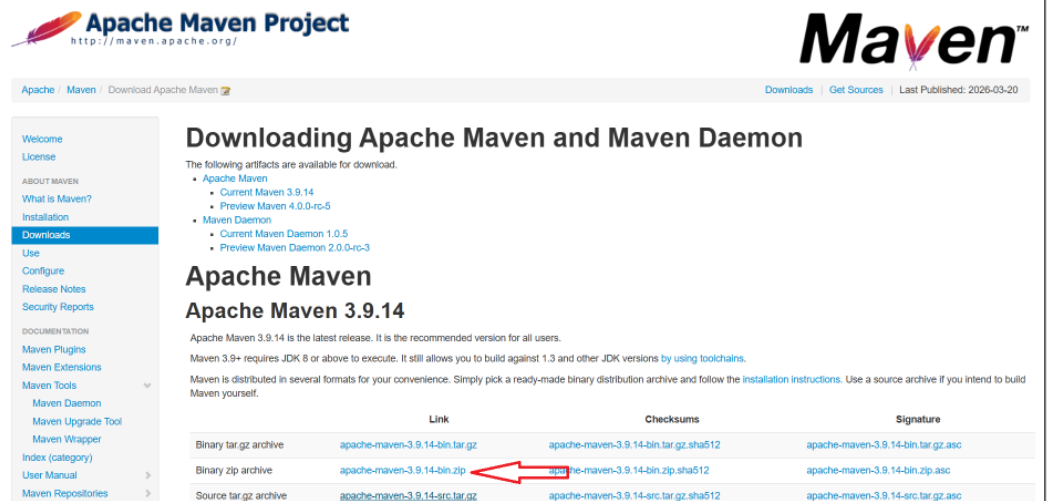 Apache Maven Project
http://maven.apache.org/
Maven™
Apache / Maven / Download Apache Maven
Downloads | Get Sources | Last Published: 2026-03-20
Welcome
License
ABOUT MAVEN
What is Maven?
Installation
Downloads
Use
Configure
Release Notes
Security Reports
DOCUMENTATION
Maven Plugins
Maven Extensions
Maven Tools
Maven Daemon
Maven Upgrade Tool
Maven Wrapper
Index (category)
User Manual
Maven Repositories
Downloading Apache Maven and Maven Daemon
The following artifacts are available for download.
Apache Maven
Current Maven 3.9.14
Preview Maven 4.0.0-rc-5
Maven Daemon
Current Maven Daemon 1.0.5
Preview Maven Daemon 2.0.0-rc-3
Apache Maven
Apache Maven 3.9.14
Apache Maven 3.9.14 is the latest release. It is the recommended version for all users.
Maven 3.9+ requires JDK 8 or above to execute. It still allows you to build against 1.3 and other JDK versions by using toolchains.
Maven is distributed in several formats for your convenience. Simply pick a ready-made binary distribution archive and follow the installation instructions. Use a source archive if you intend to build
Maven yourself.
Link Checksums Signature
Binary tar.gz archive apache-maven-3.9.14-bin.tar.gz apache-maven-3.9.14-bin.tar.gz.sha512 apache-maven-3.9.14-bin.tar.gz.asc
Binary zip archive apache-maven-3.9.14-bin.zip apache-maven-3.9.14-bin.zip.sha512 apache-maven-3.9.14-bin.zip.asc
Source tar.gz archive apache-maven-3.9.14-src.tar.gz apache-maven-3.9.14-src.tar.gz.sha512 apache-maven-3.9.14-src.tar.gz.asc